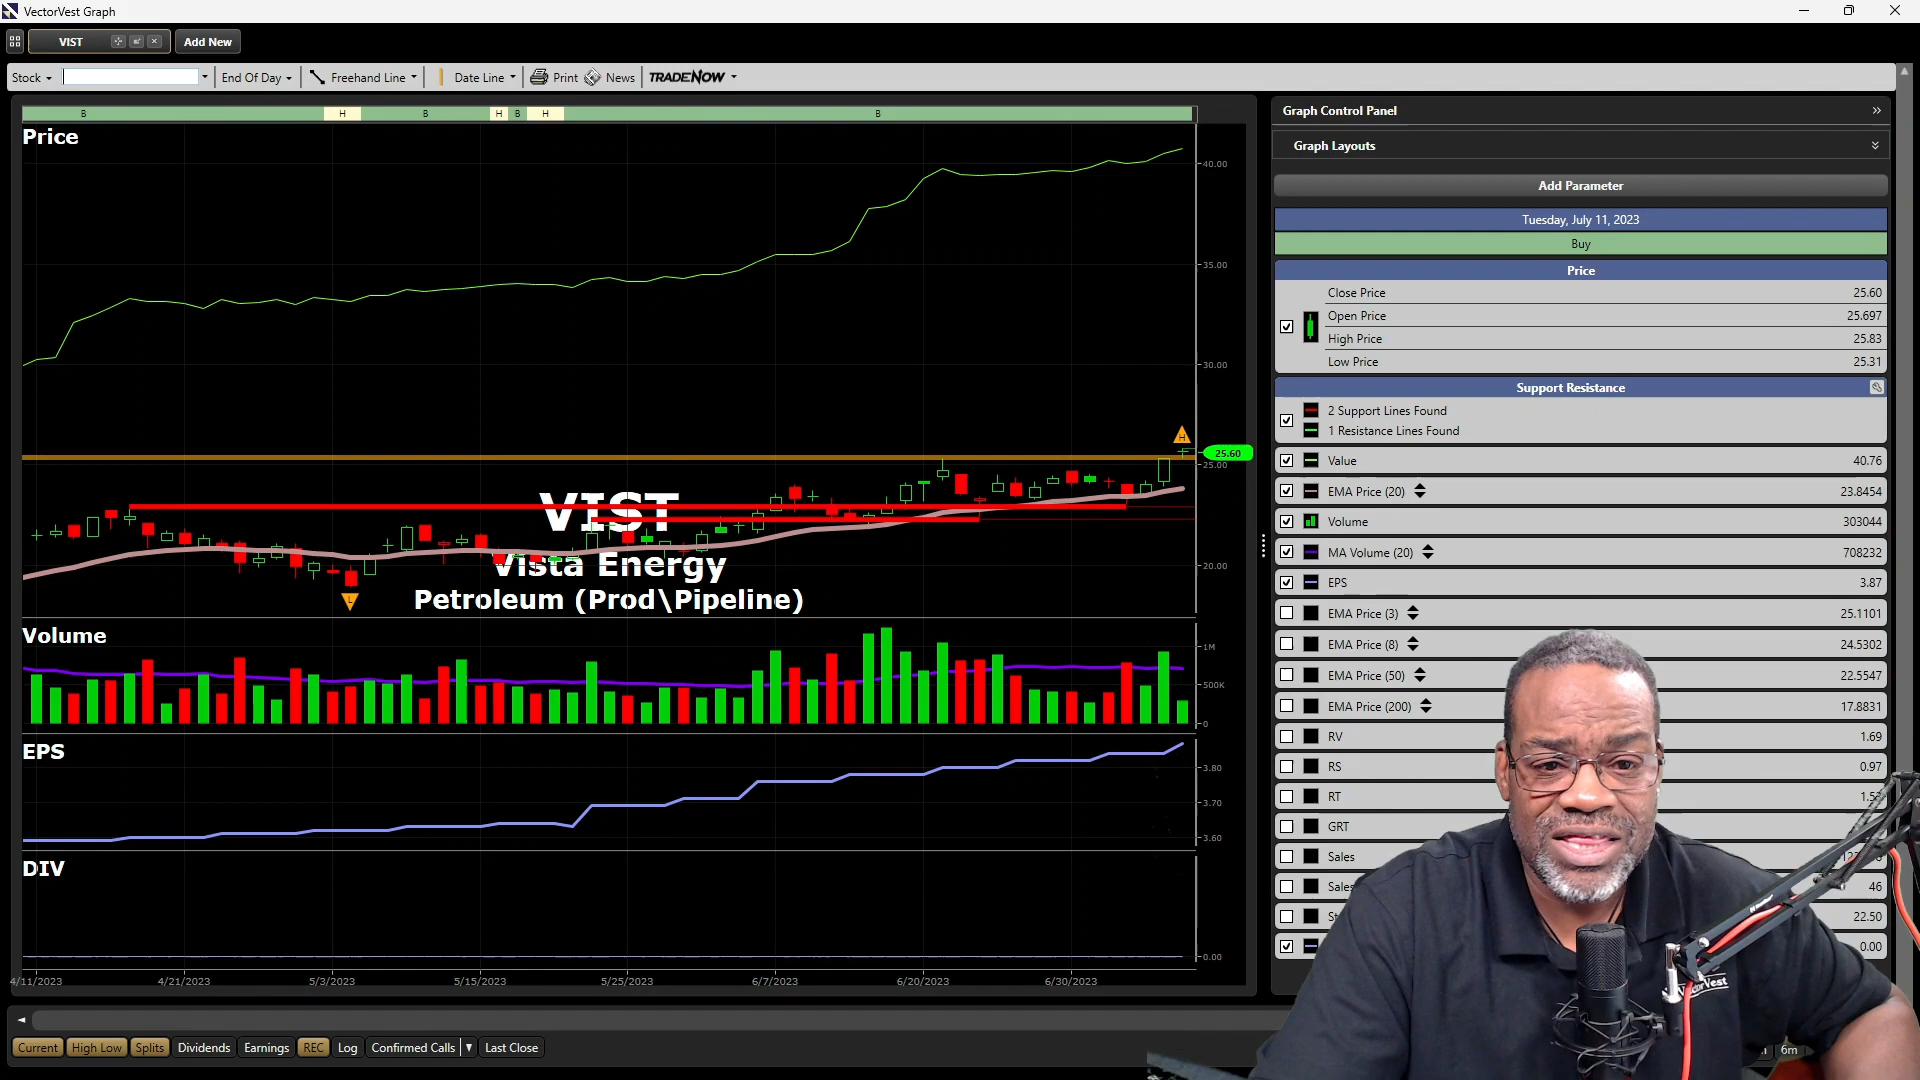 VectorVest Graph
VIST
Add New
Stock
End Of Day
Freehand Line
Date Line
Print
News
TRADENOW
B
H
B
H
B
H
B
Price
40.00
35.00
30.00
H
25.60
25.00
20.00
L
VIST
Vista Energy
Petroleum (Prod\Pipeline)
Volume
1M
500K
0
EPS
3.80
3.70
3.60
DIV
0.00
4/11/2023
4/21/2023
5/3/2023
5/15/2023
5/25/2023
6/7/2023
6/20/2023
6/30/2023
Current
High Low
Splits
Dividends
Earnings
REC
Log
Confirmed Calls
Last Close
6m
Graph Control Panel
Graph Layouts
Add Parameter
Tuesday, July 11, 2023
Buy
Price
Close Price 25.60
Open Price 25.697
High Price 25.83
Low Price 25.31
Support Resistance
2 Support Lines Found
1 Resistance Lines Found
Value 40.76
EMA Price (20) 23.8454
Volume 303044
MA Volume (20) 708232
EPS 3.87
EMA Price (3) 25.1101
EMA Price (8) 24.5302
EMA Price (50) 22.5547
EMA Price (200) 17.8831
RV 1.69
RS 0.97
RT
GRT
Sales
Sales 46
22.50
0.00